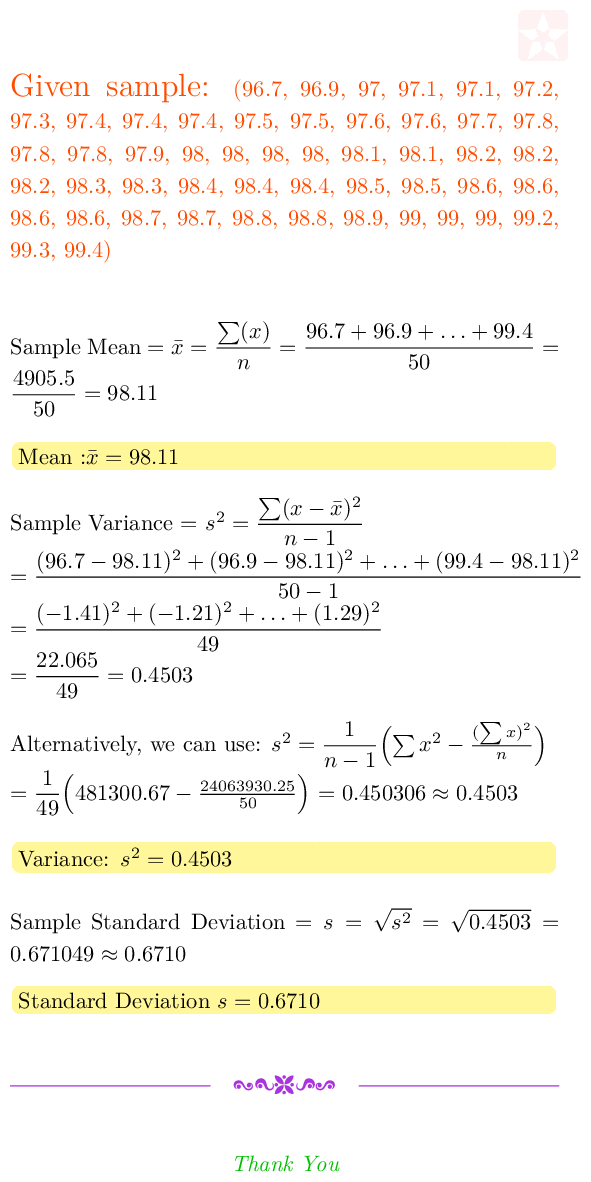 Given sample: (96.7, 96.9, 97, 97.1, 97.1, 97.2,
97.3, 97.4, 97.4, 97.4, 97.5, 97.5, 97.6, 97.6, 97.7, 97.8,
97.8, 97.8, 97.9, 98, 98, 98, 98, 98.1, 98.1, 98.2, 98.2,
98.2, 98.3, 98.3, 98.4, 98.4, 98.4, 98.5, 98.5, 98.6, 98.6,
98.6, 98.6, 98.7, 98.7, 98.8, 98.8, 98.9, 99, 99, 99, 99.2,
99.3, 99.4)
Sample Mean = x̄ = ∑(x)/n = (96.7 + 96.9 + … + 99.4)/50 =
4905.5/50 = 98.11
Mean :x̄ = 98.11
Sample Variance = s² = ∑(x − x̄)²/(n − 1)
= ((96.7 − 98.11)² + (96.9 − 98.11)² + … + (99.4 − 98.11)²)/(50 − 1)
= ((−1.41)² + (−1.21)² + … + (1.29)²)/49
= 22.065/49 = 0.4503
Alternatively, we can use: s² = 1/(n − 1) (∑ x² − (∑ x)²/n)
= 1/49 (481300.67 − 24063930.25/50) = 0.450306 ≈ 0.4503
Variance: s² = 0.4503
Sample Standard Deviation = s = √s² = √0.4503 =
0.671049 ≈ 0.6710
Standard Deviation s = 0.6710
Thank You